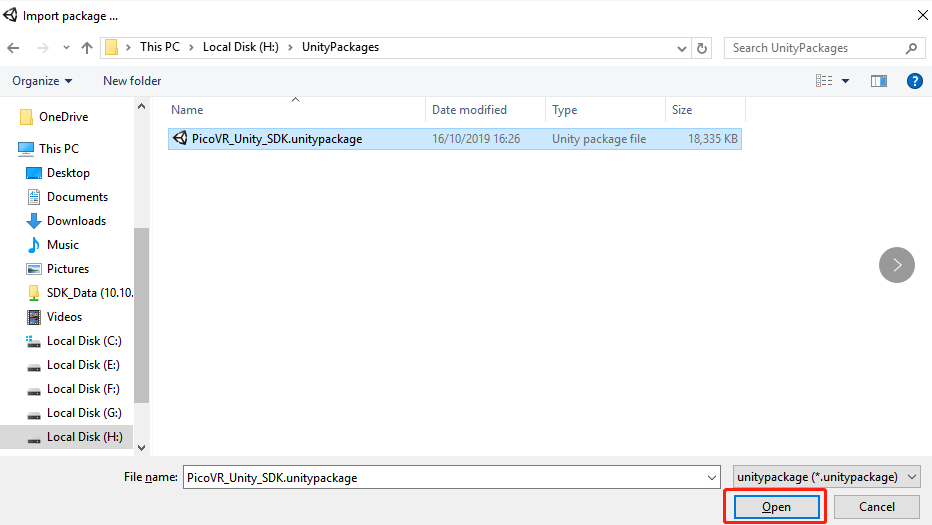 Import package ...
This PC > Local Disk (H:) > UnityPackages
Search UnityPackages
Organize
New folder
Name
Date modified
Type
Size
PicoVR_Unity_SDK.unitypackage
16/10/2019 16:26
Unity package file
18,335 KB
OneDrive
This PC
Desktop
Documents
Downloads
Music
Pictures
SDK_Data (10.10.
Videos
Local Disk (C:)
Local Disk (E:)
Local Disk (F:)
Local Disk (G:)
Local Disk (H:)
File name:
PicoVR_Unity_SDK.unitypackage
unitypackage (*.unitypackage)
Open
Cancel